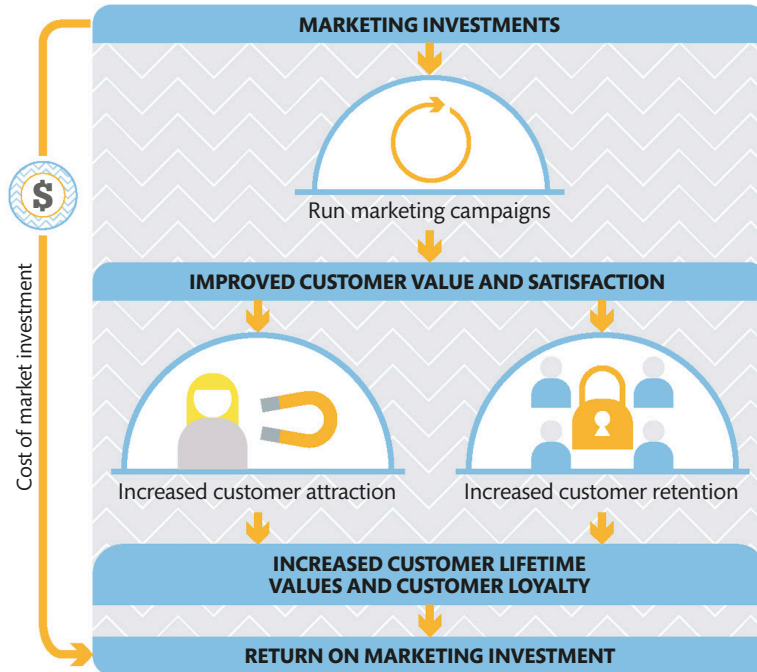 MARKETING INVESTMENTS
Run marketing campaigns
IMPROVED CUSTOMER VALUE AND SATISFACTION
$
Cost of market investment
Increased customer attraction
Increased customer retention
INCREASED CUSTOMER LIFETIME
VALUES AND CUSTOMER LOYALTY
RETURN ON MARKETING INVESTMENT